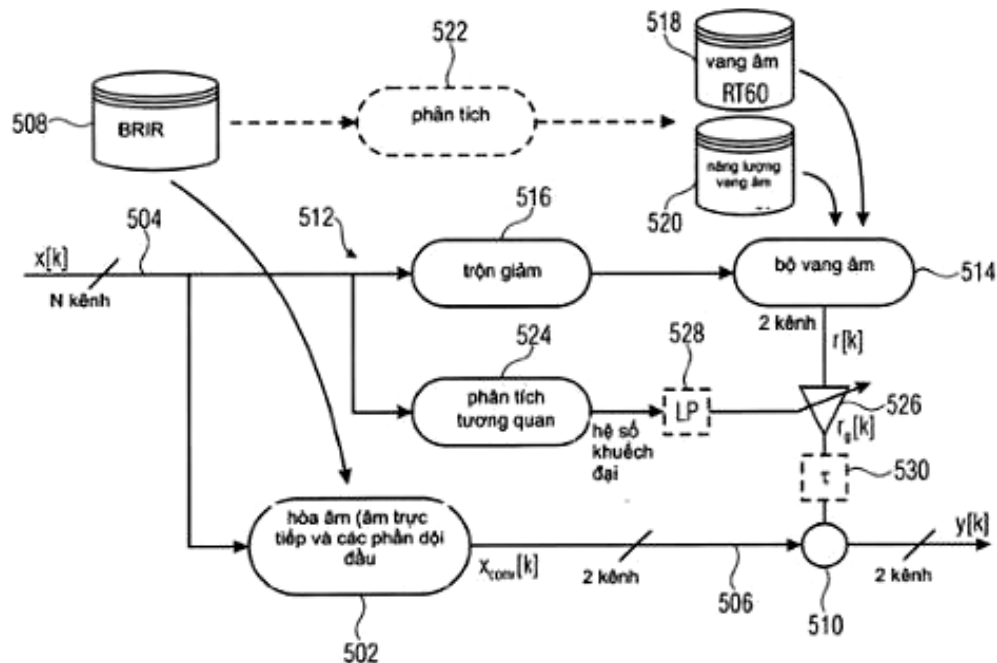 522
518
vang âm
RT60
508
BRIR
phân tích
năng lượng
vang âm
520
504
512
516
x[k]
N kênh
trộn giảm
bộ vang âm
514
2 kênh
r[k]
524
528
phân tích
tương quan
LP
526
hệ số
khuếch
đại
r_g[k]
530
τ
hòa âm (âm trực
tiếp và các phần dội
đầu
x_conv[k]
2 kênh
y[k]
2 kênh
506
510
502